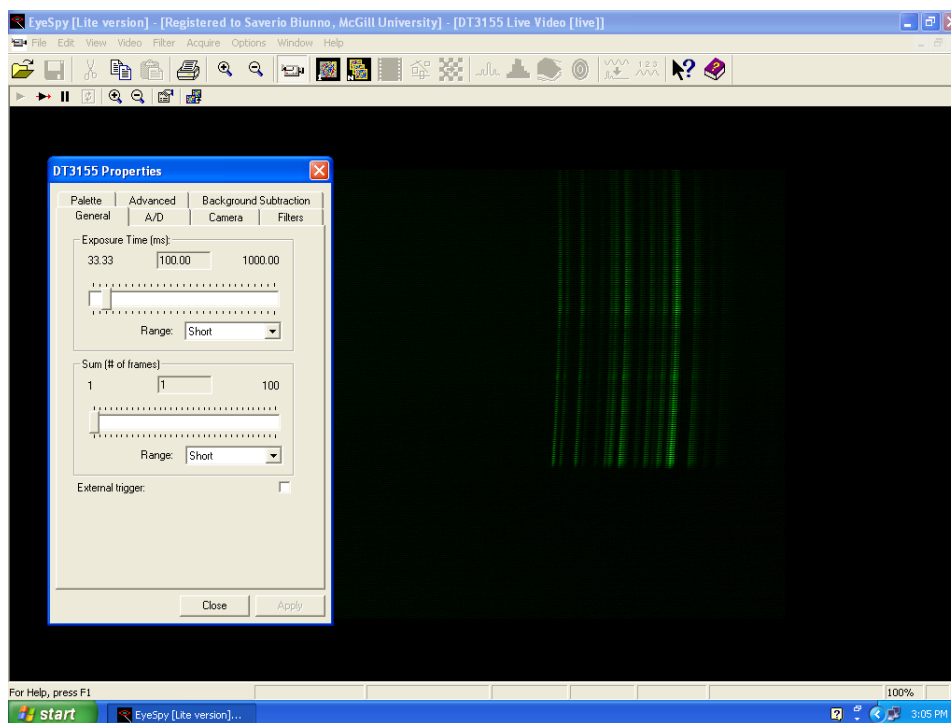 EyeSpy [Lite version] - [Registered to Saverio Biunno, McGill University] - [DT3155 Live Video [live]]
File Edit View Video Filter Acquire Options Window Help
DT3155 Properties
Palette Advanced Background Subtraction
General A/D Camera Filters
Exposure Time (ms):
33.33 100.00 1000.00
Range: Short
Sum (# of frames)
1 1 100
Range: Short
External trigger:
Close Apply
For Help, press F1 100%
start EyeSpy [Lite version]... 3:05 PM